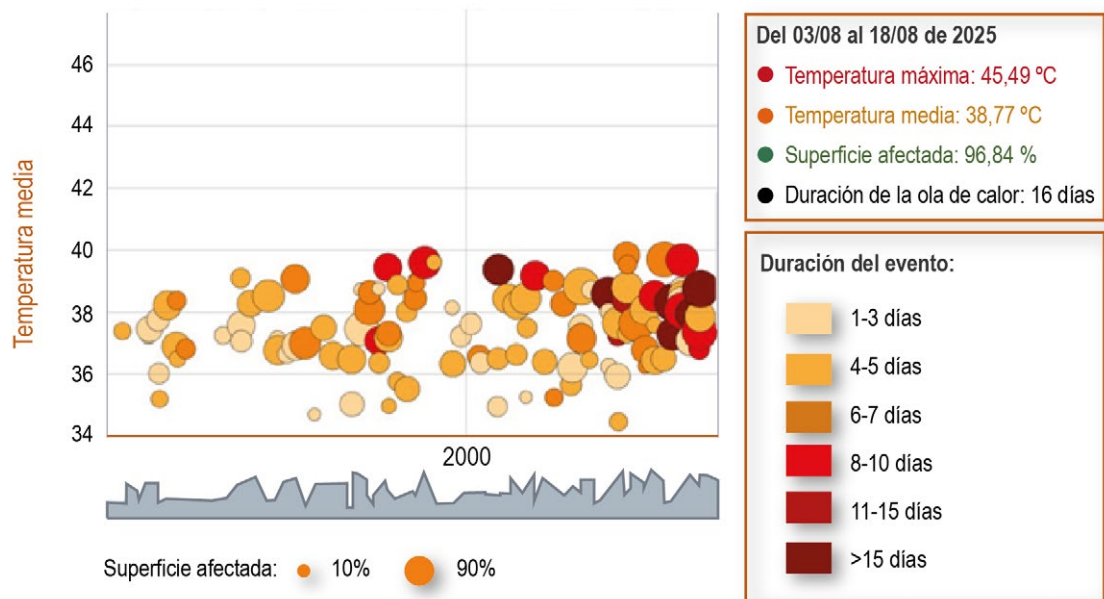 46
44
42
40
38
36
34
Temperatura media
2000
Superficie afectada: 10% 90%
Del 03/08 al 18/08 de 2025
Temperatura máxima: 45,49 ºC
Temperatura media: 38,77 ºC
Superficie afectada: 96,84 %
Duración de la ola de calor: 16 días
Duración del evento:
1-3 días
4-5 días
6-7 días
8-10 días
11-15 días
>15 días